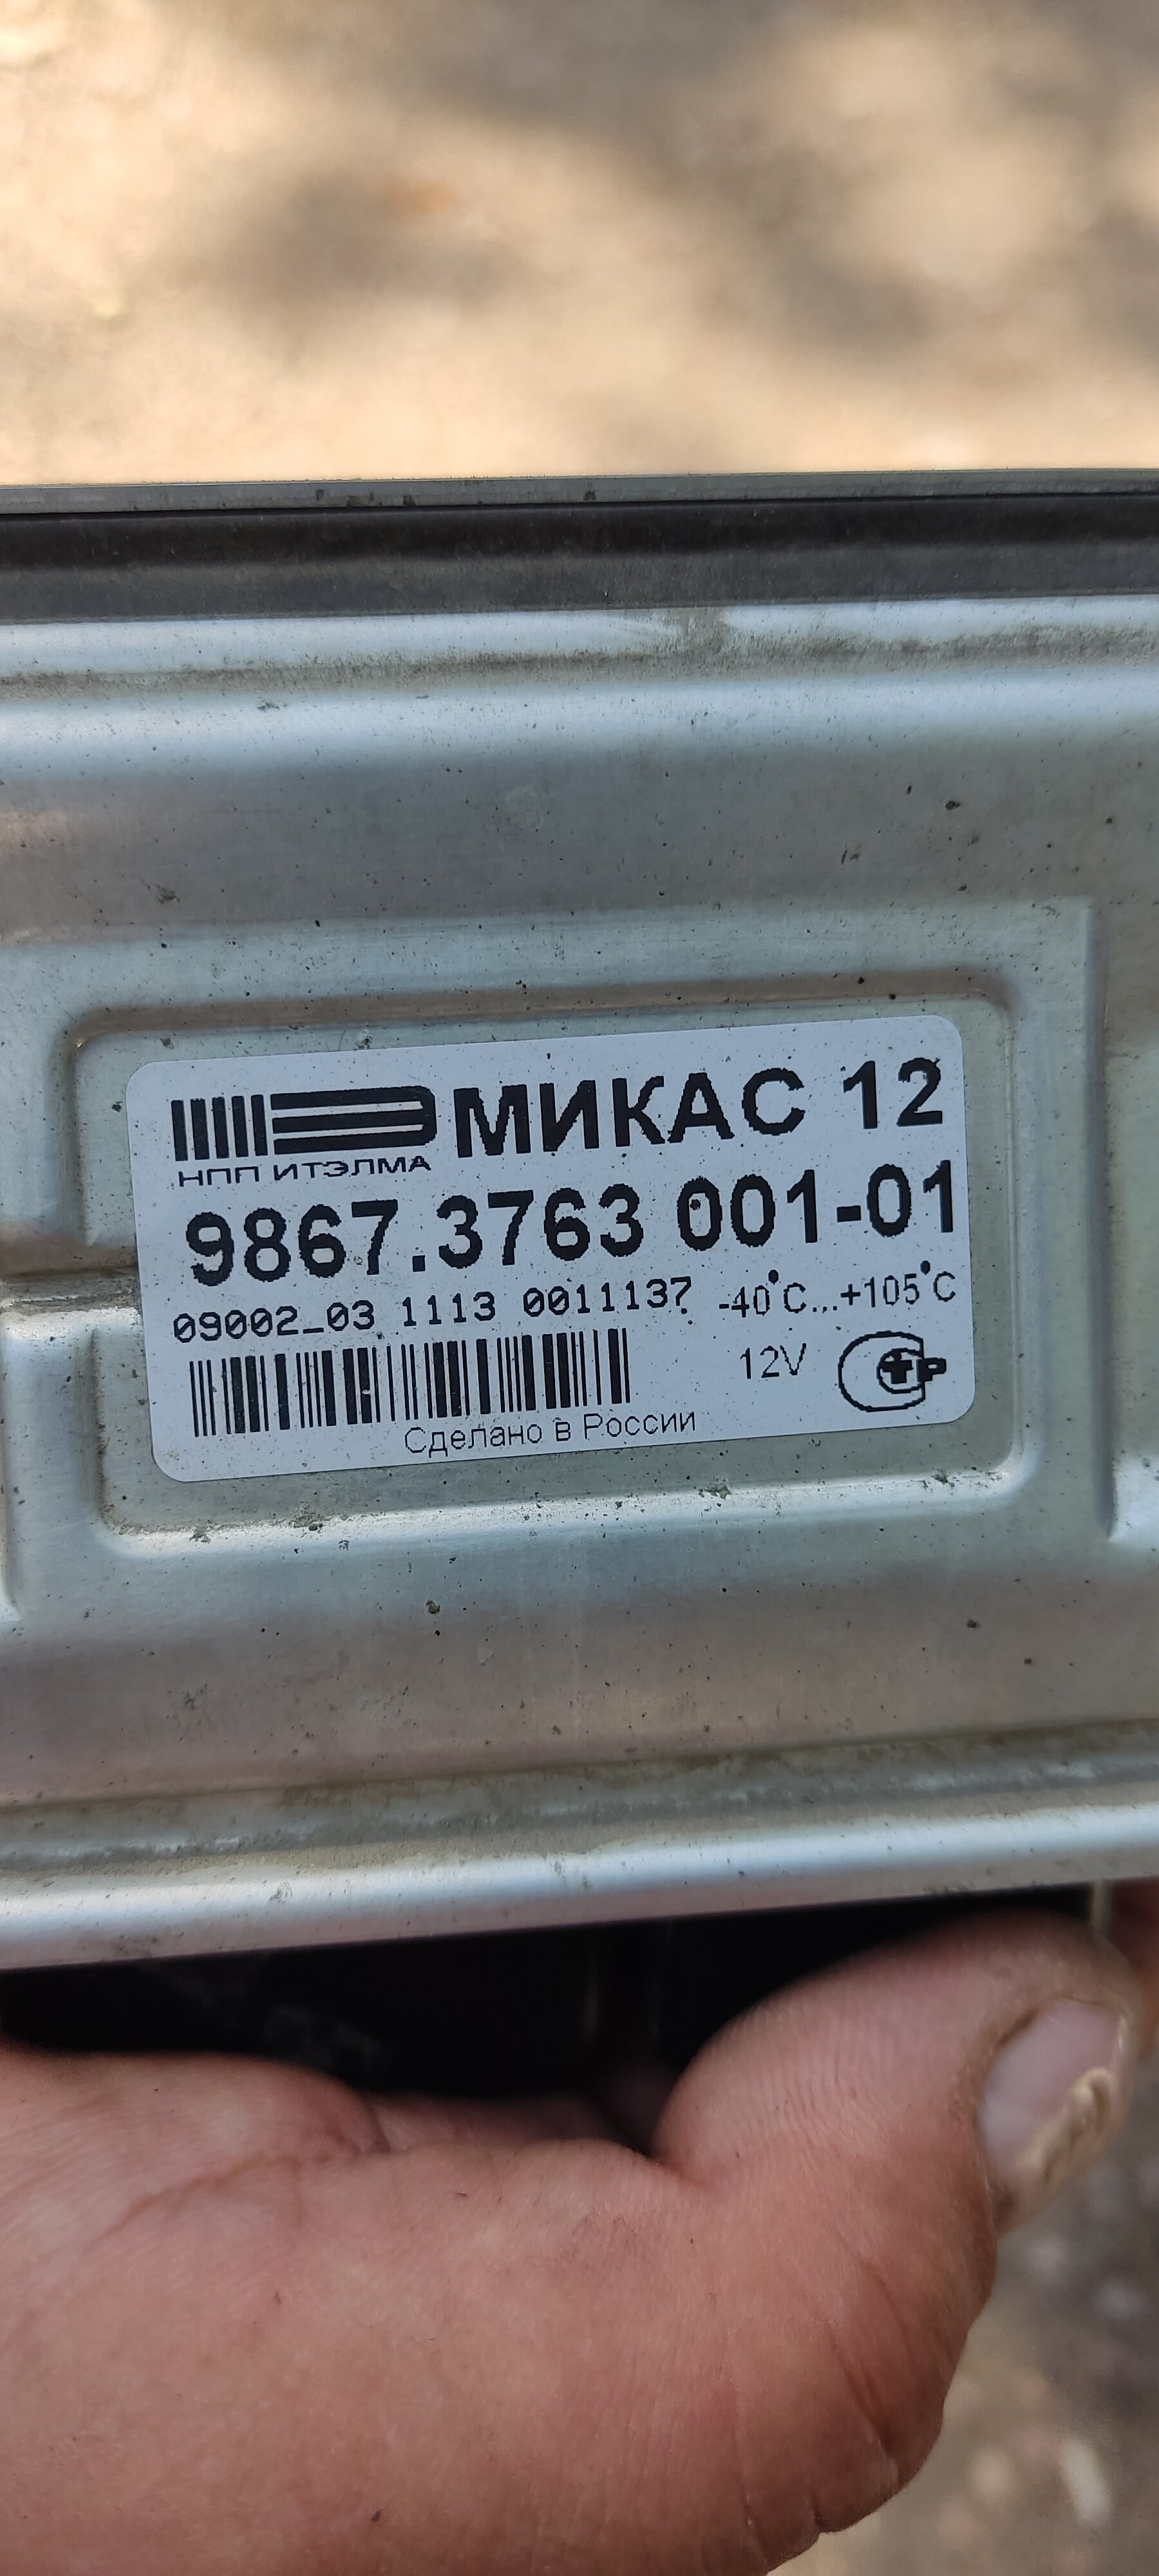 МИКАС 12
НПП ИТЭЛМА
9867.3763 001-01
09002_03 1113 0011137 -40°C...+105°C
12V
Сделано в России